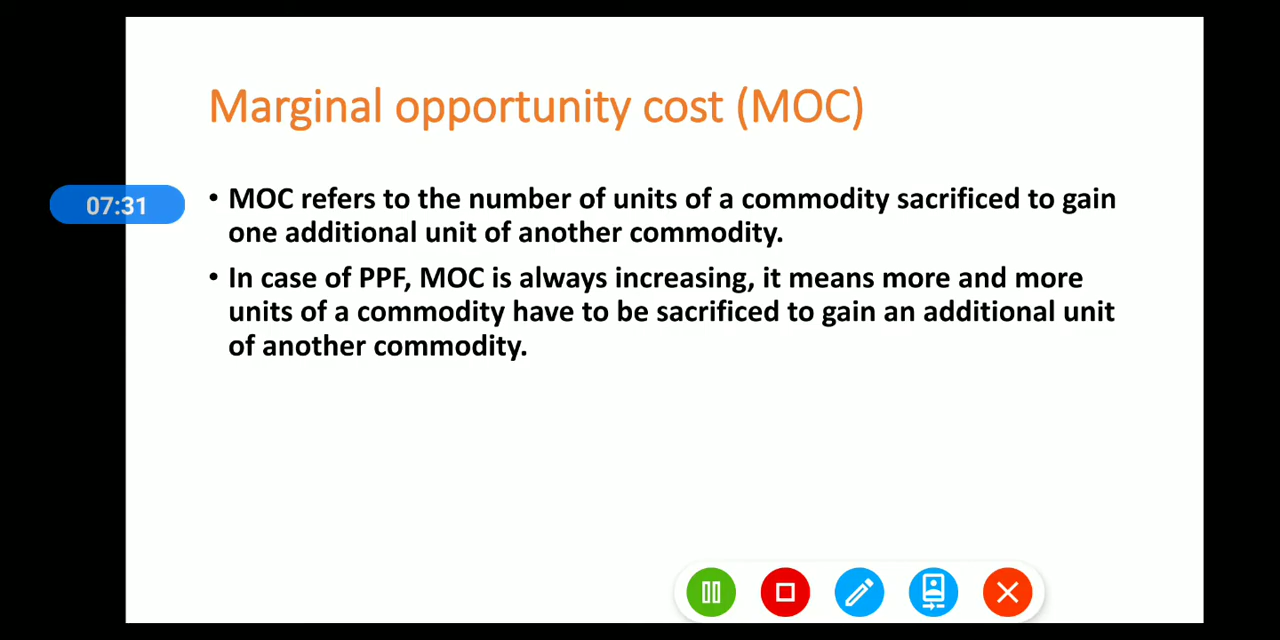 Marginal opportunity cost (MOC)
07:31
• MOC refers to the number of units of a commodity sacrificed to gain
one additional unit of another commodity.
• In case of PPF, MOC is always increasing, it means more and more
units of a commodity have to be sacrificed to gain an additional unit
of another commodity.